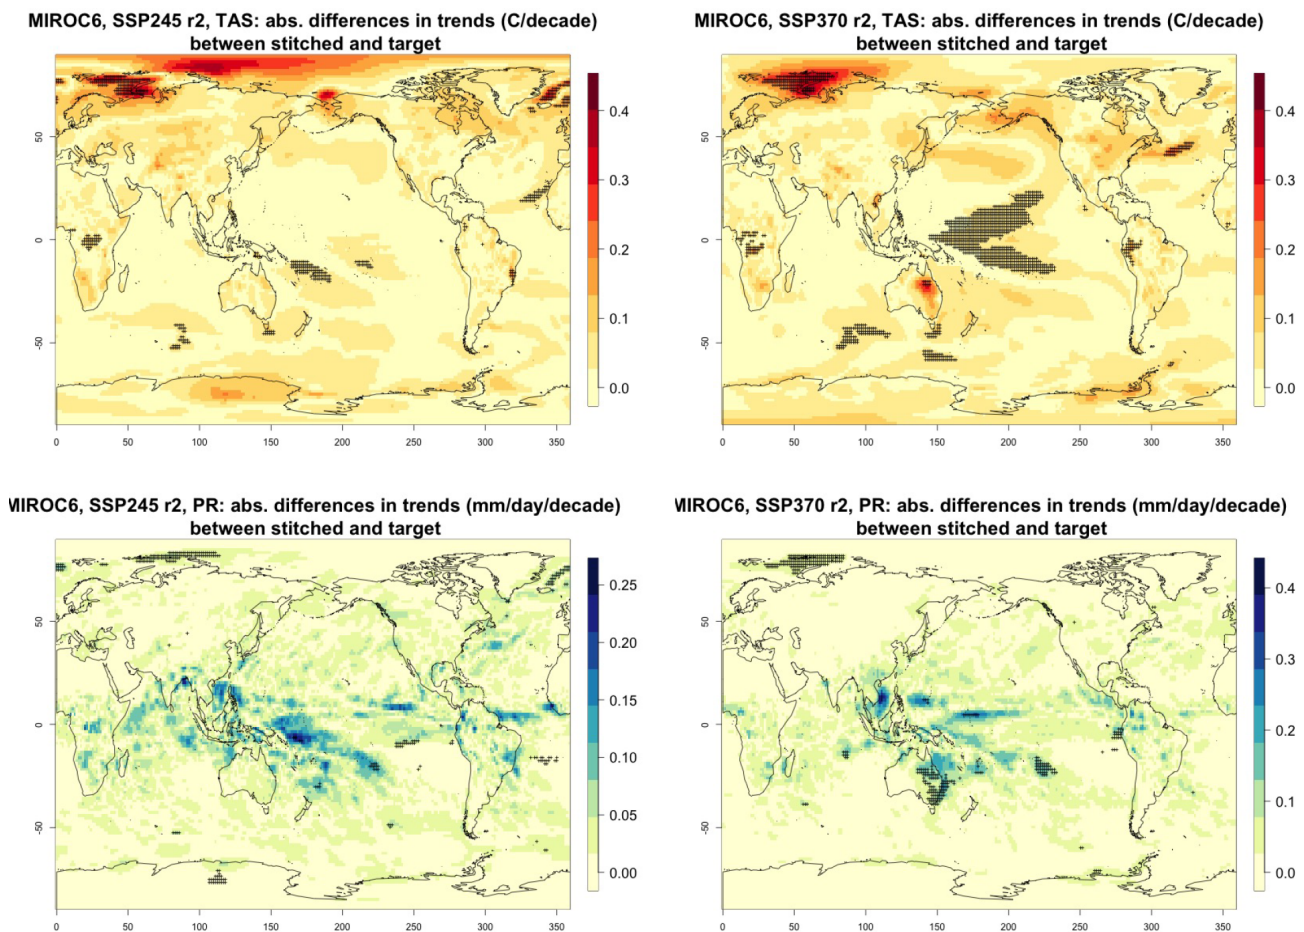 MIROC6, SSP245 r2, TAS: abs. differences in trends (C/decade)
between stitched and target
50
0
-50
0 50 100 150 200 250 300 350
0.4
0.3
0.2
0.1
0.0
MIROC6, SSP370 r2, TAS: abs. differences in trends (C/decade)
between stitched and target
50
0
-50
0 50 100 150 200 250 300 350
0.4
0.3
0.2
0.1
0.0
MIROC6, SSP245 r2, PR: abs. differences in trends (mm/day/decade)
between stitched and target
50
0
-50
0 50 100 150 200 250 300 350
0.25
0.20
0.15
0.10
0.05
0.00
MIROC6, SSP370 r2, PR: abs. differences in trends (mm/day/decade)
between stitched and target
50
0
-50
0 50 100 150 200 250 300 350
0.4
0.3
0.2
0.1
0.0